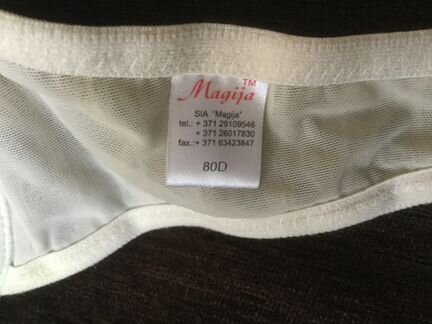 Magija™
SIA "Magija"
tel.: + 371 29109546
+ 371 26017830
fax.:+ 371 63423847
80D